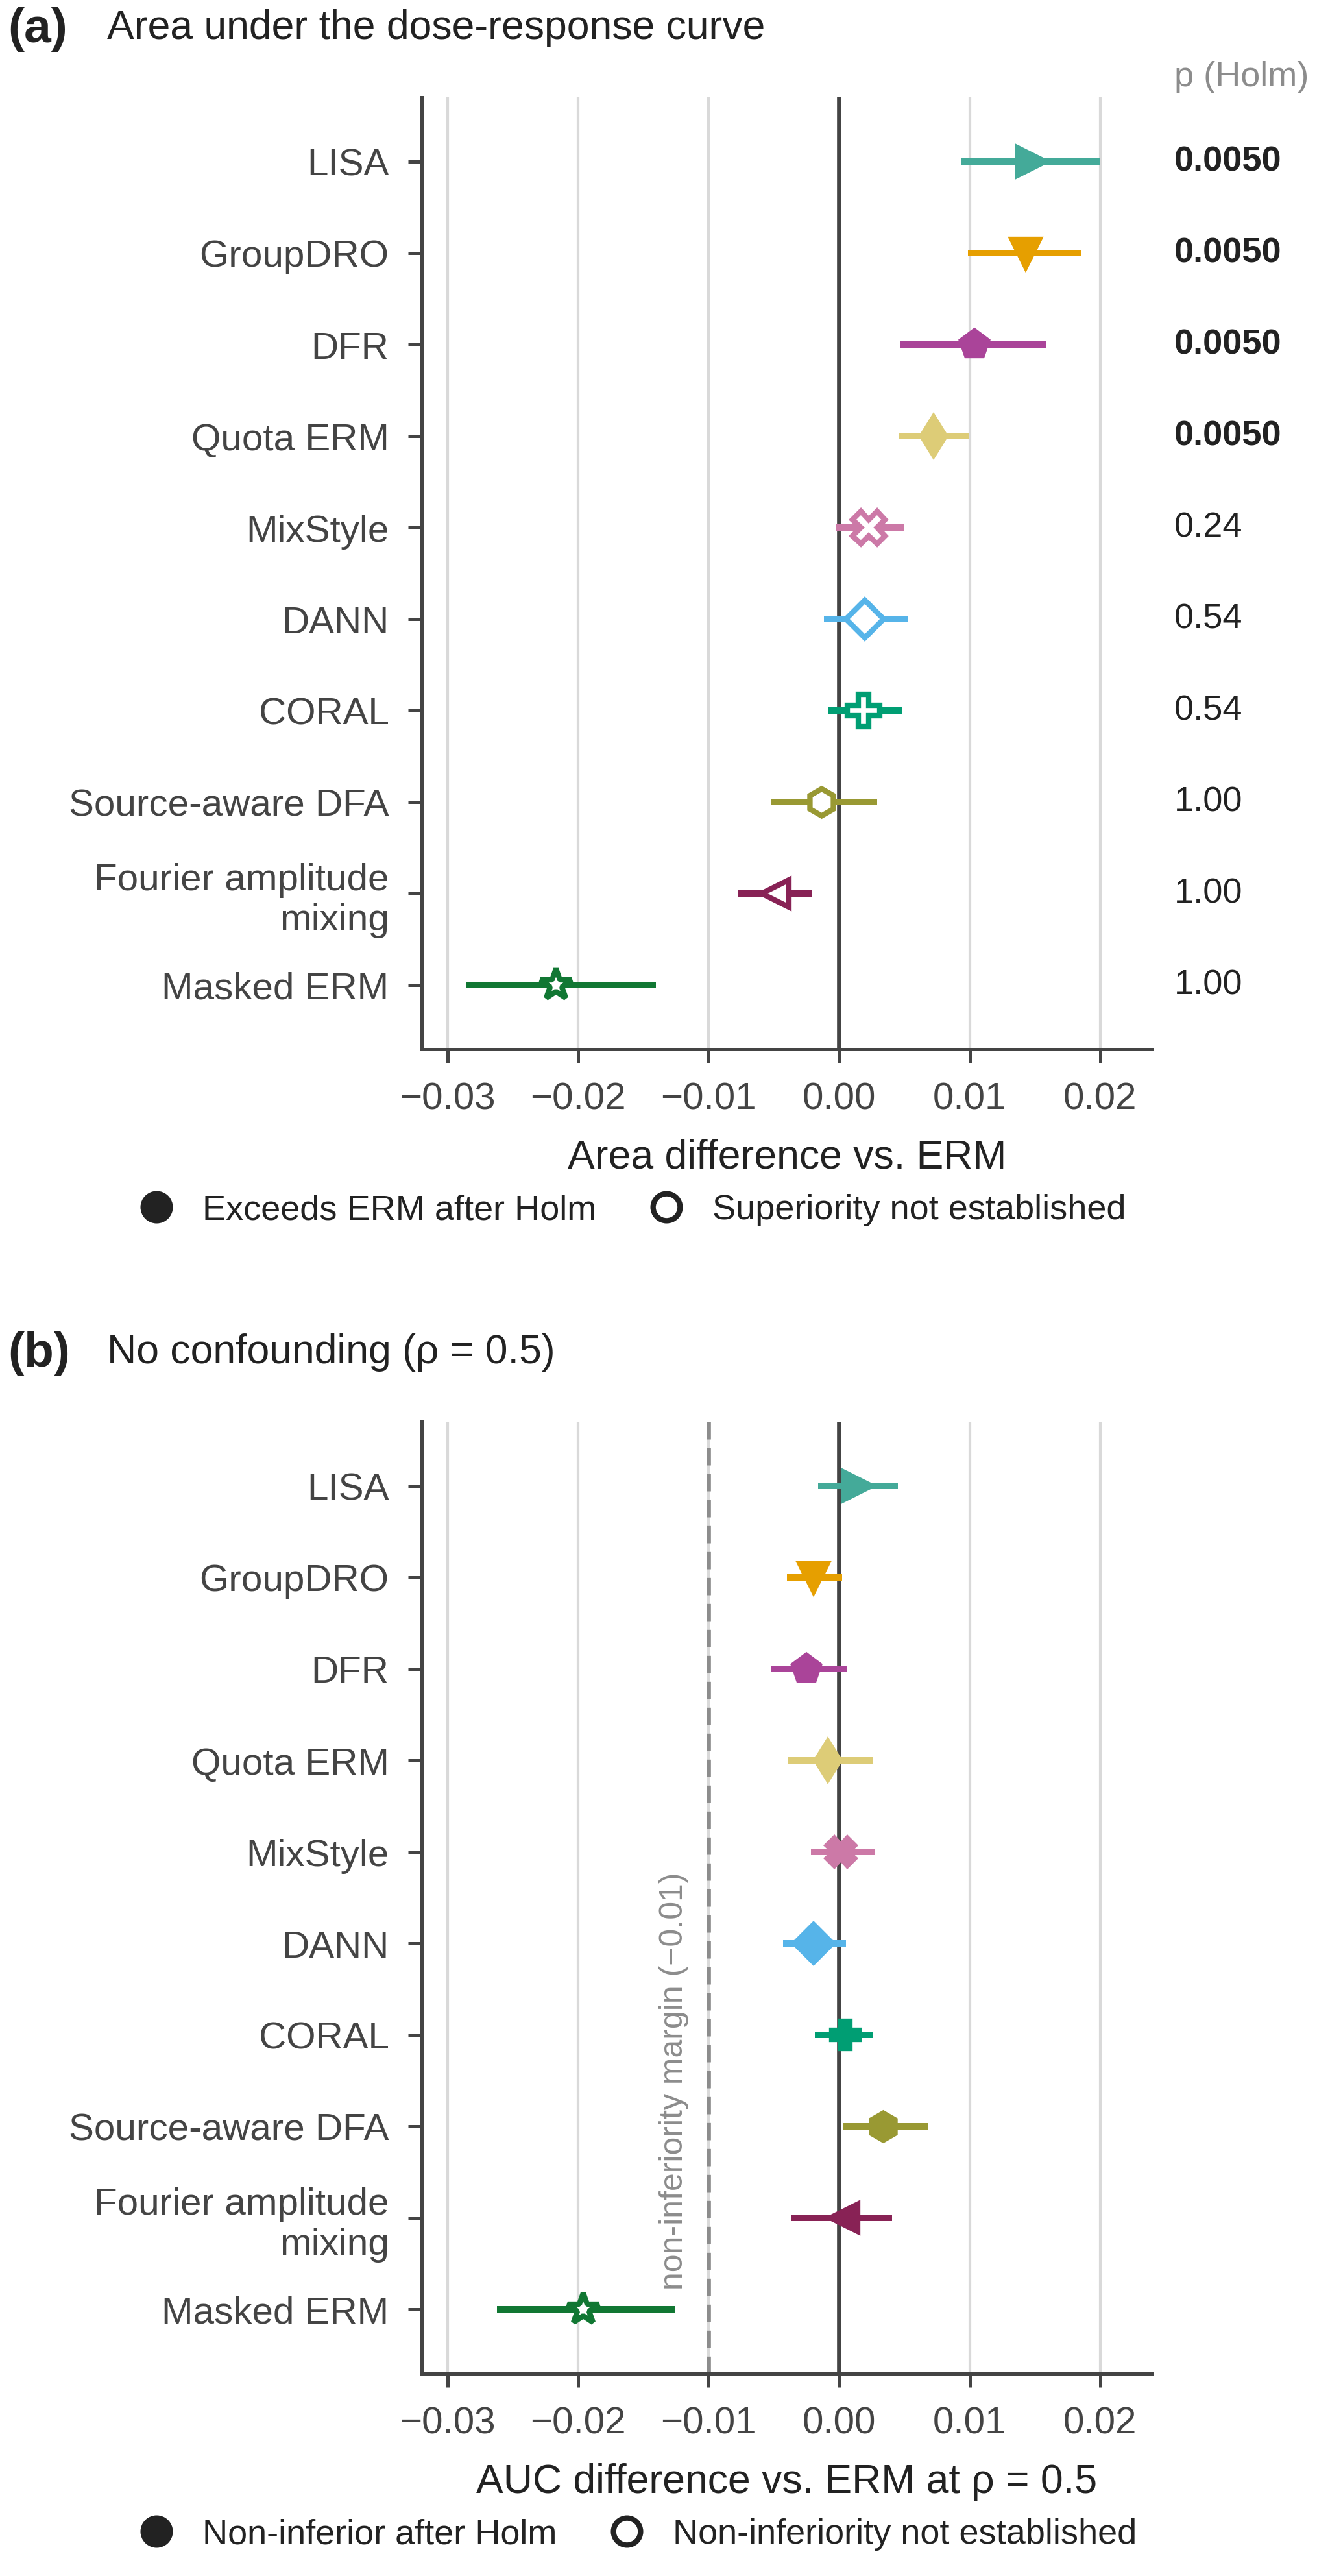 (a) Area under the dose-response curve
p (Holm)
LISA 0.0050
GroupDRO 0.0050
DFR 0.0050
Quota ERM 0.0050
MixStyle 0.24
DANN 0.54
CORAL 0.54
Source-aware DFA 1.00
Fourier amplitude
mixing 1.00
Masked ERM 1.00
−0.03 −0.02 −0.01 0.00 0.01 0.02
Area difference vs. ERM
Exceeds ERM after Holm Superiority not established
(b) No confounding (ρ = 0.5)
LISA
GroupDRO
DFR
Quota ERM
MixStyle
DANN
CORAL
Source-aware DFA
Fourier amplitude
mixing
Masked ERM
non-inferiority margin (−0.01)
−0.03 −0.02 −0.01 0.00 0.01 0.02
AUC difference vs. ERM at ρ = 0.5
Non-inferior after Holm Non-inferiority not established